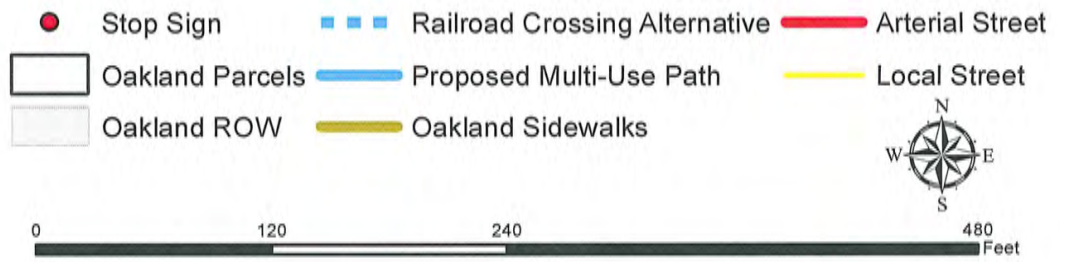 Stop Sign Railroad Crossing Alternative Arterial Street
Oakland Parcels Proposed Multi-Use Path Local Street
Oakland ROW Oakland Sidewalks
N
W E
S
0 120 240 480
Feet